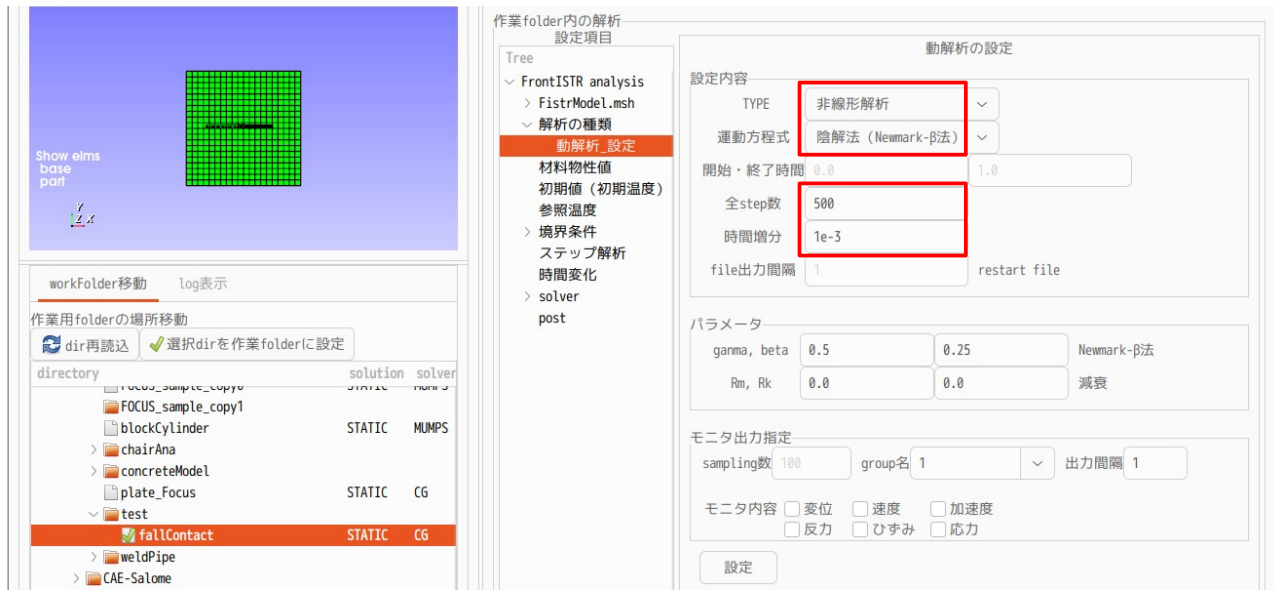 Show elms
base
part
Y
Z X
workFolder移動 log表示
作業用folderの場所移動
dir再読込 選択dirを作業folderに設定
directory solution solver
FOCUS_sample_copy0 STATIC MUMPS
FOCUS_sample_copy1
blockCylinder STATIC MUMPS
chairAna
concreteModel
plate_Focus STATIC CG
test
fallContact STATIC CG
weldPipe
CAE-Salome
作業folder内の解析
設定項目
Tree
FrontISTR analysis
FistrModel.msh
解析の種類
動解析_設定
材料物性値
初期値（初期温度）
参照温度
境界条件
ステップ解析
時間変化
solver
post
動解析の設定
設定内容
TYPE 非線形解析
運動方程式 陰解法（Newmark-β法）
開始・終了時間 0.0 1.0
全step数 500
時間増分 1e-3
file出力間隔 1 restart file
パラメータ
ganma, beta 0.5 0.25 Newmark-β法
Rm, Rk 0.0 0.0 減衰
モニタ出力指定
sampling数 100 group名 1 出力間隔 1
モニタ内容 変位 速度 加速度
反力 ひずみ 応力
設定